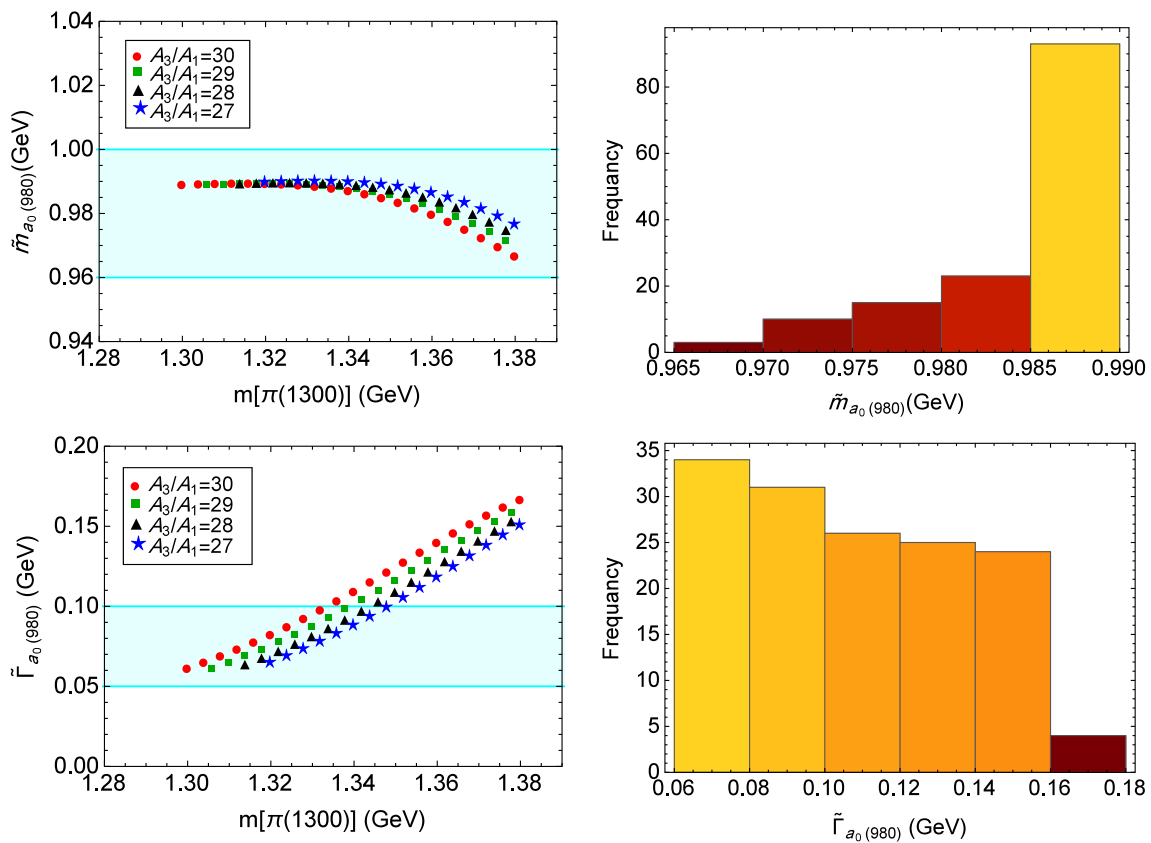 1.04
1.02
1.00
0.98
0.96
0.94
m̃ a₀(980)(GeV)
A₃/A₁=30
A₃/A₁=29
A₃/A₁=28
A₃/A₁=27
1.28 1.30 1.32 1.34 1.36 1.38
m[π(1300)] (GeV)
80
60
40
20
0
Frequancy
0.965 0.970 0.975 0.980 0.985 0.990
m̃ a₀(980)(GeV)
0.20
0.15
0.10
0.05
0.00
Γ̃ a₀(980) (GeV)
A₃/A₁=30
A₃/A₁=29
A₃/A₁=28
A₃/A₁=27
1.28 1.30 1.32 1.34 1.36 1.38
m[π(1300)] (GeV)
35
30
25
20
15
10
5
0
Frequancy
0.06 0.08 0.10 0.12 0.14 0.16 0.18
Γ̃ a₀(980) (GeV)